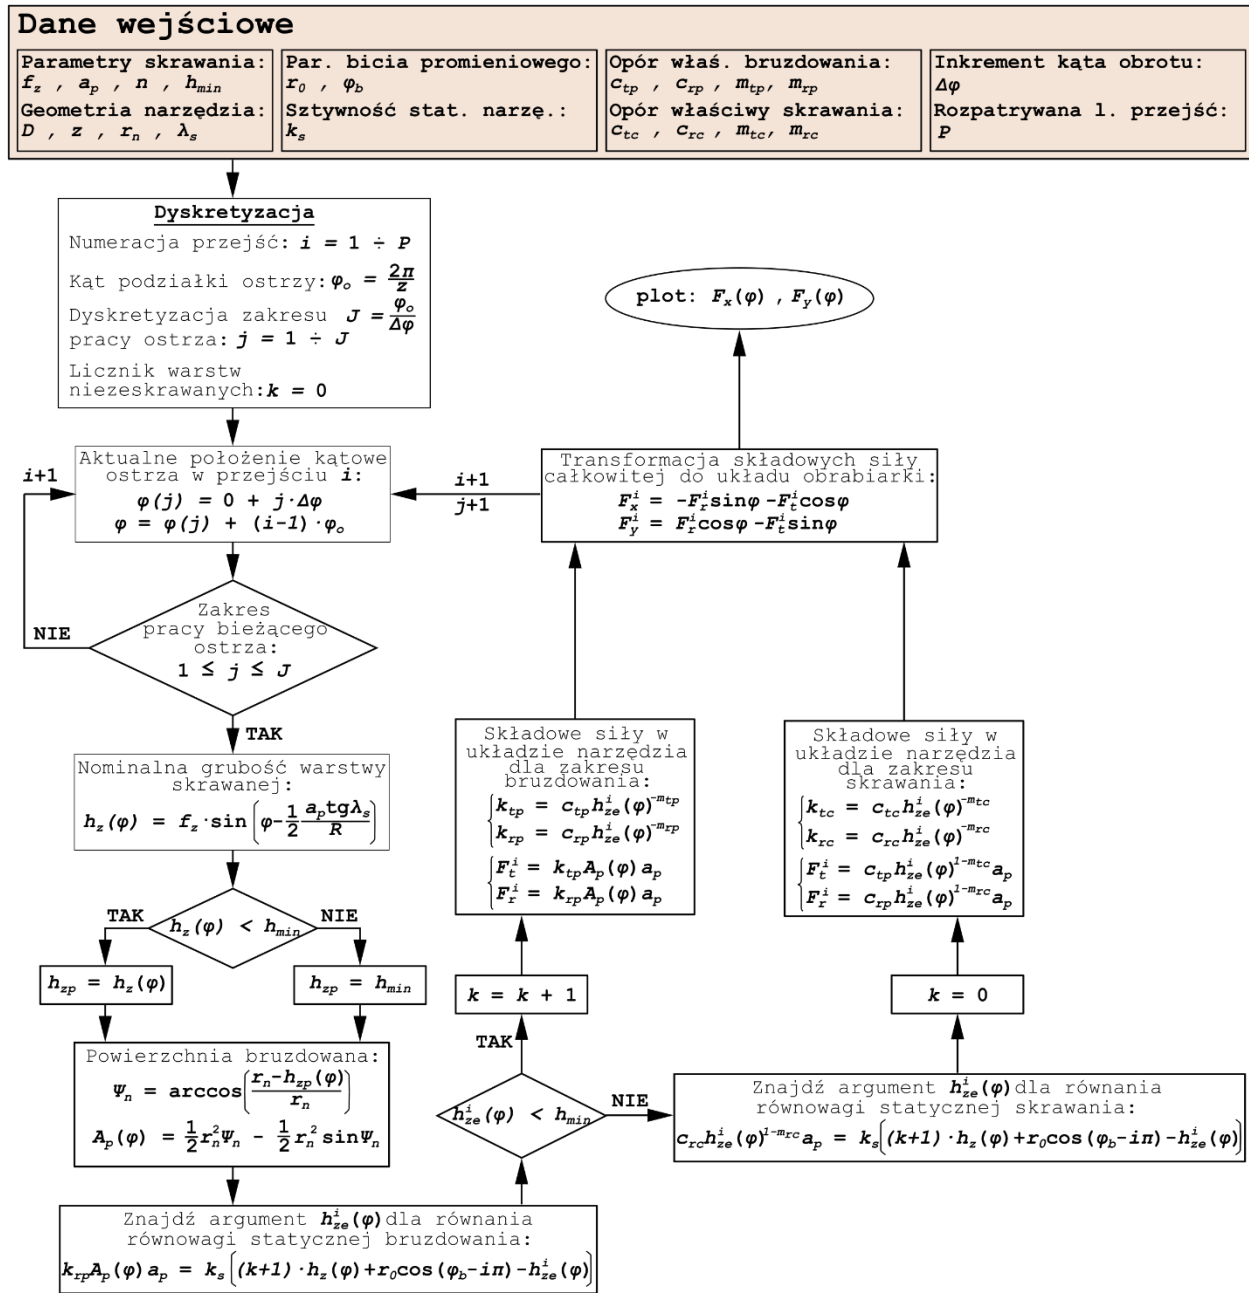 Dane wejściowe
Parametry skrawania:
f_z , a_p , n , h_min
Geometria narzędzia:
D , z , r_n , λ_s
Par. bicia promieniowego:
r_0 , φ_b
Sztywność stat. narzę.:
k_s
Opór właś. bruzdowania:
c_tp , c_rp , m_tp, m_rp
Opór właściwy skrawania:
c_tc , c_rc , m_tc, m_rc
Inkrement kąta obrotu:
Δφ
Rozpatrywana l. przejść:
P
Dyskretyzacja
Numeracja przejść: i = 1 ÷ P
Kąt podziałki ostrzy: φ_o = 2π/z
Dyskretyzacja zakresu J = φ_o/Δφ
pracy ostrza: j = 1 ÷ J
Licznik warstw
niezeskrawanych: k = 0
plot: F_x(φ) , F_y(φ)
Aktualne położenie kątowe
ostrza w przejściu i:
φ(j) = 0 + j·Δφ
φ = φ(j) + (i-1)·φ_o
i+1
i+1
j+1
Transformacja składowych siły
całkowitej do układu obrabiarki:
F_x^i = -F_r^i sinφ -F_t^i cosφ
F_y^i = F_r^i cosφ -F_t^i sinφ
Zakres
pracy bieżącego
ostrza:
1 ≤ j ≤ J
NIE
TAK
Nominalna grubość warstwy
skrawanej:
h_z(φ) = f_z·sin(φ-1/2 a_p tgλ_s/R)
TAK
h_z(φ) < h_min
NIE
h_zp = h_z(φ)
h_zp = h_min
Powierzchnia bruzdowana:
Ψ_n = arccos(r_n-h_zp(φ)/r_n)
A_p(φ) = 1/2 r_n^2 Ψ_n - 1/2 r_n^2 sinΨ_n
Znajdź argument h_ze^i(φ) dla równania
równowagi statycznej bruzdowania:
k_rp A_p(φ) a_p = k_s((k+1)·h_z(φ)+r_0cos(φ_b-iπ)-h_ze^i(φ))
h_ze^i(φ) < h_min
TAK
NIE
k = k + 1
Składowe siły w
układzie narzędzia
dla zakresu
bruzdowania:
k_tp = c_tp h_ze^i(φ)^-m_tp
k_rp = c_rp h_ze^i(φ)^-m_rp
F_t^i = k_tp A_p(φ) a_p
F_r^i = k_rp A_p(φ) a_p
Znajdź argument h_ze^i(φ) dla równania
równowagi statycznej skrawania:
c_rc h_ze^i(φ)^1-m_rc a_p = k_s((k+1)·h_z(φ)+r_0cos(φ_b-iπ)-h_ze^i(φ))
k = 0
Składowe siły w
układzie narzędzia
dla zakresu
skrawania:
k_tc = c_tc h_ze^i(φ)^-m_tc
k_rc = c_rc h_ze^i(φ)^-m_rc
F_t^i = c_tp h_ze^i(φ)^1-m_tc a_p
F_r^i = c_rp h_ze^i(φ)^1-m_rc a_p